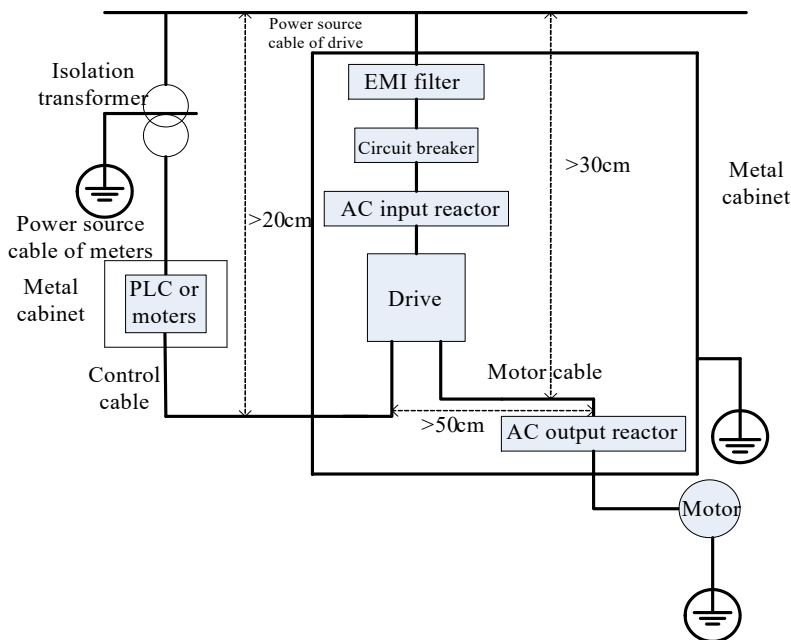 Power source
cable of drive
Isolation
transformer
EMI filter
Circuit breaker
>30cm
Metal
cabinet
AC input reactor
>20cm
Power source
cable of meters
Metal
cabinet
PLC or
moters
Drive
Control
cable
Motor cable
>50cm
AC output reactor
Motor